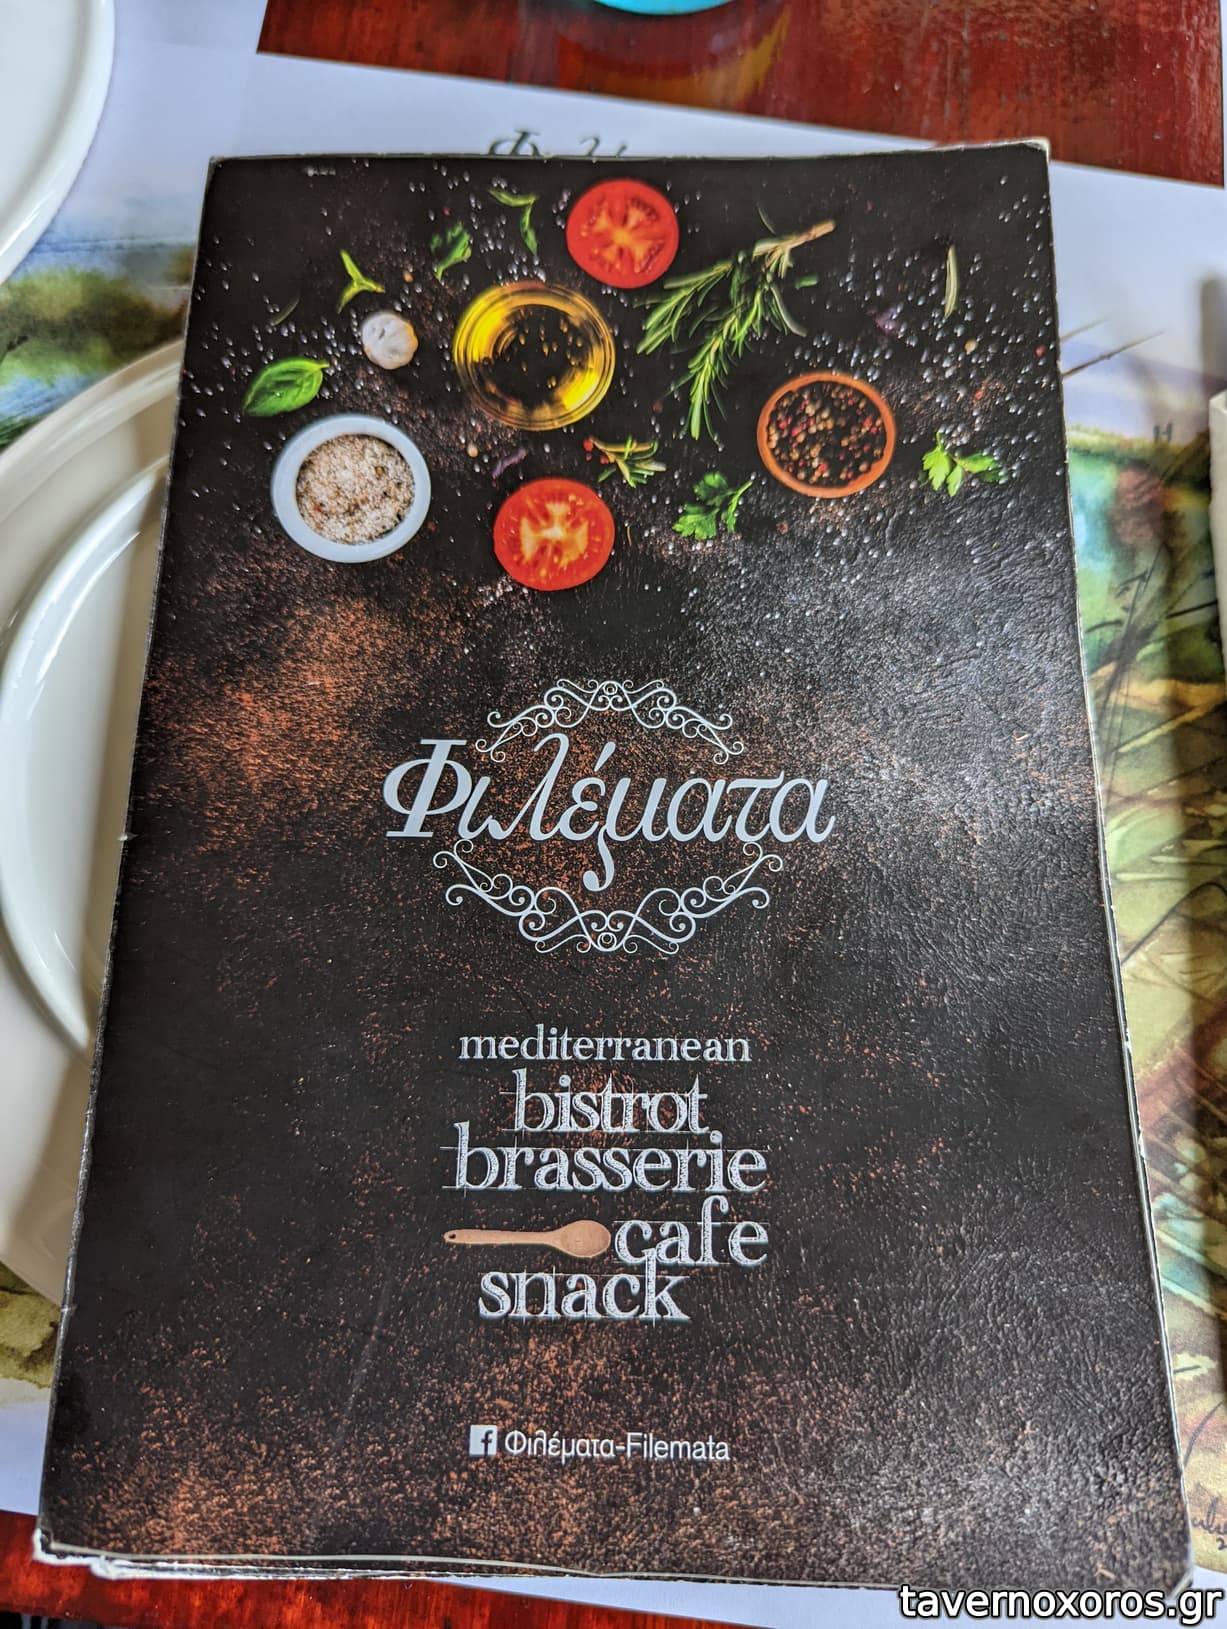 Φιλέματα
mediterranean
bistrot
brasserie
cafe
snack
f Φιλέματα-Filemata
tavernoxoros.gr